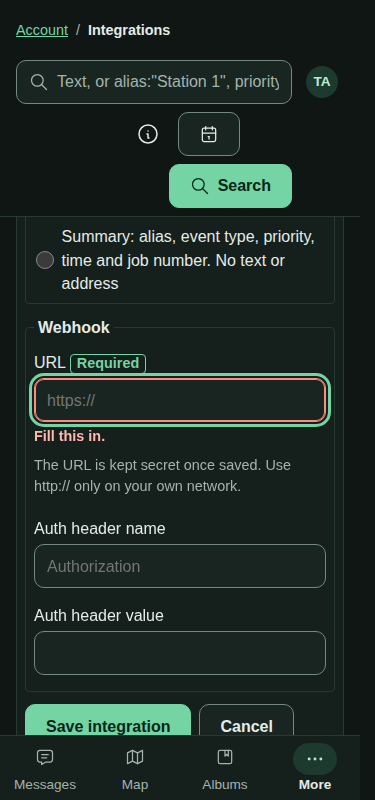 Account / Integrations
Text, or alias:"Station 1", priority
TA
Search
Summary: alias, event type, priority,
time and job number. No text or
address
Webhook
URL Required
https://
Fill this in.
The URL is kept secret once saved. Use
http:// only on your own network.
Auth header name
Authorization
Auth header value
Save integration Cancel
Messages Map Albums More